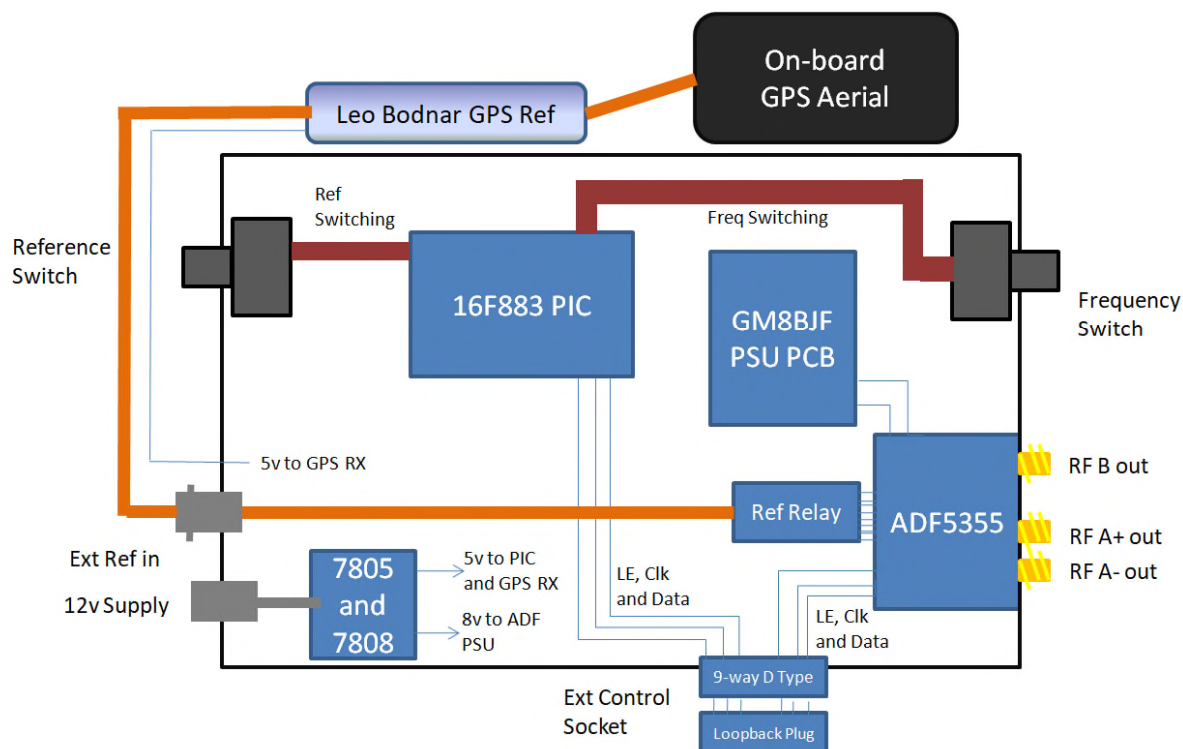 On-board
GPS Aerial
Leo Bodnar GPS Ref
Ref
Switching
Freq Switching
Reference
Switch
16F883 PIC
GM8BJF
PSU PCB
Frequency
Switch
5v to GPS RX
RF B out
Ref Relay
ADF5355
RF A+ out
RF A- out
Ext Ref in
12v Supply
7805
and
7808
5v to PIC
and GPS RX
8v to ADF
PSU
LE, Clk
and Data
LE, Clk
and Data
9-way D Type
Ext Control
Socket
Loopback Plug